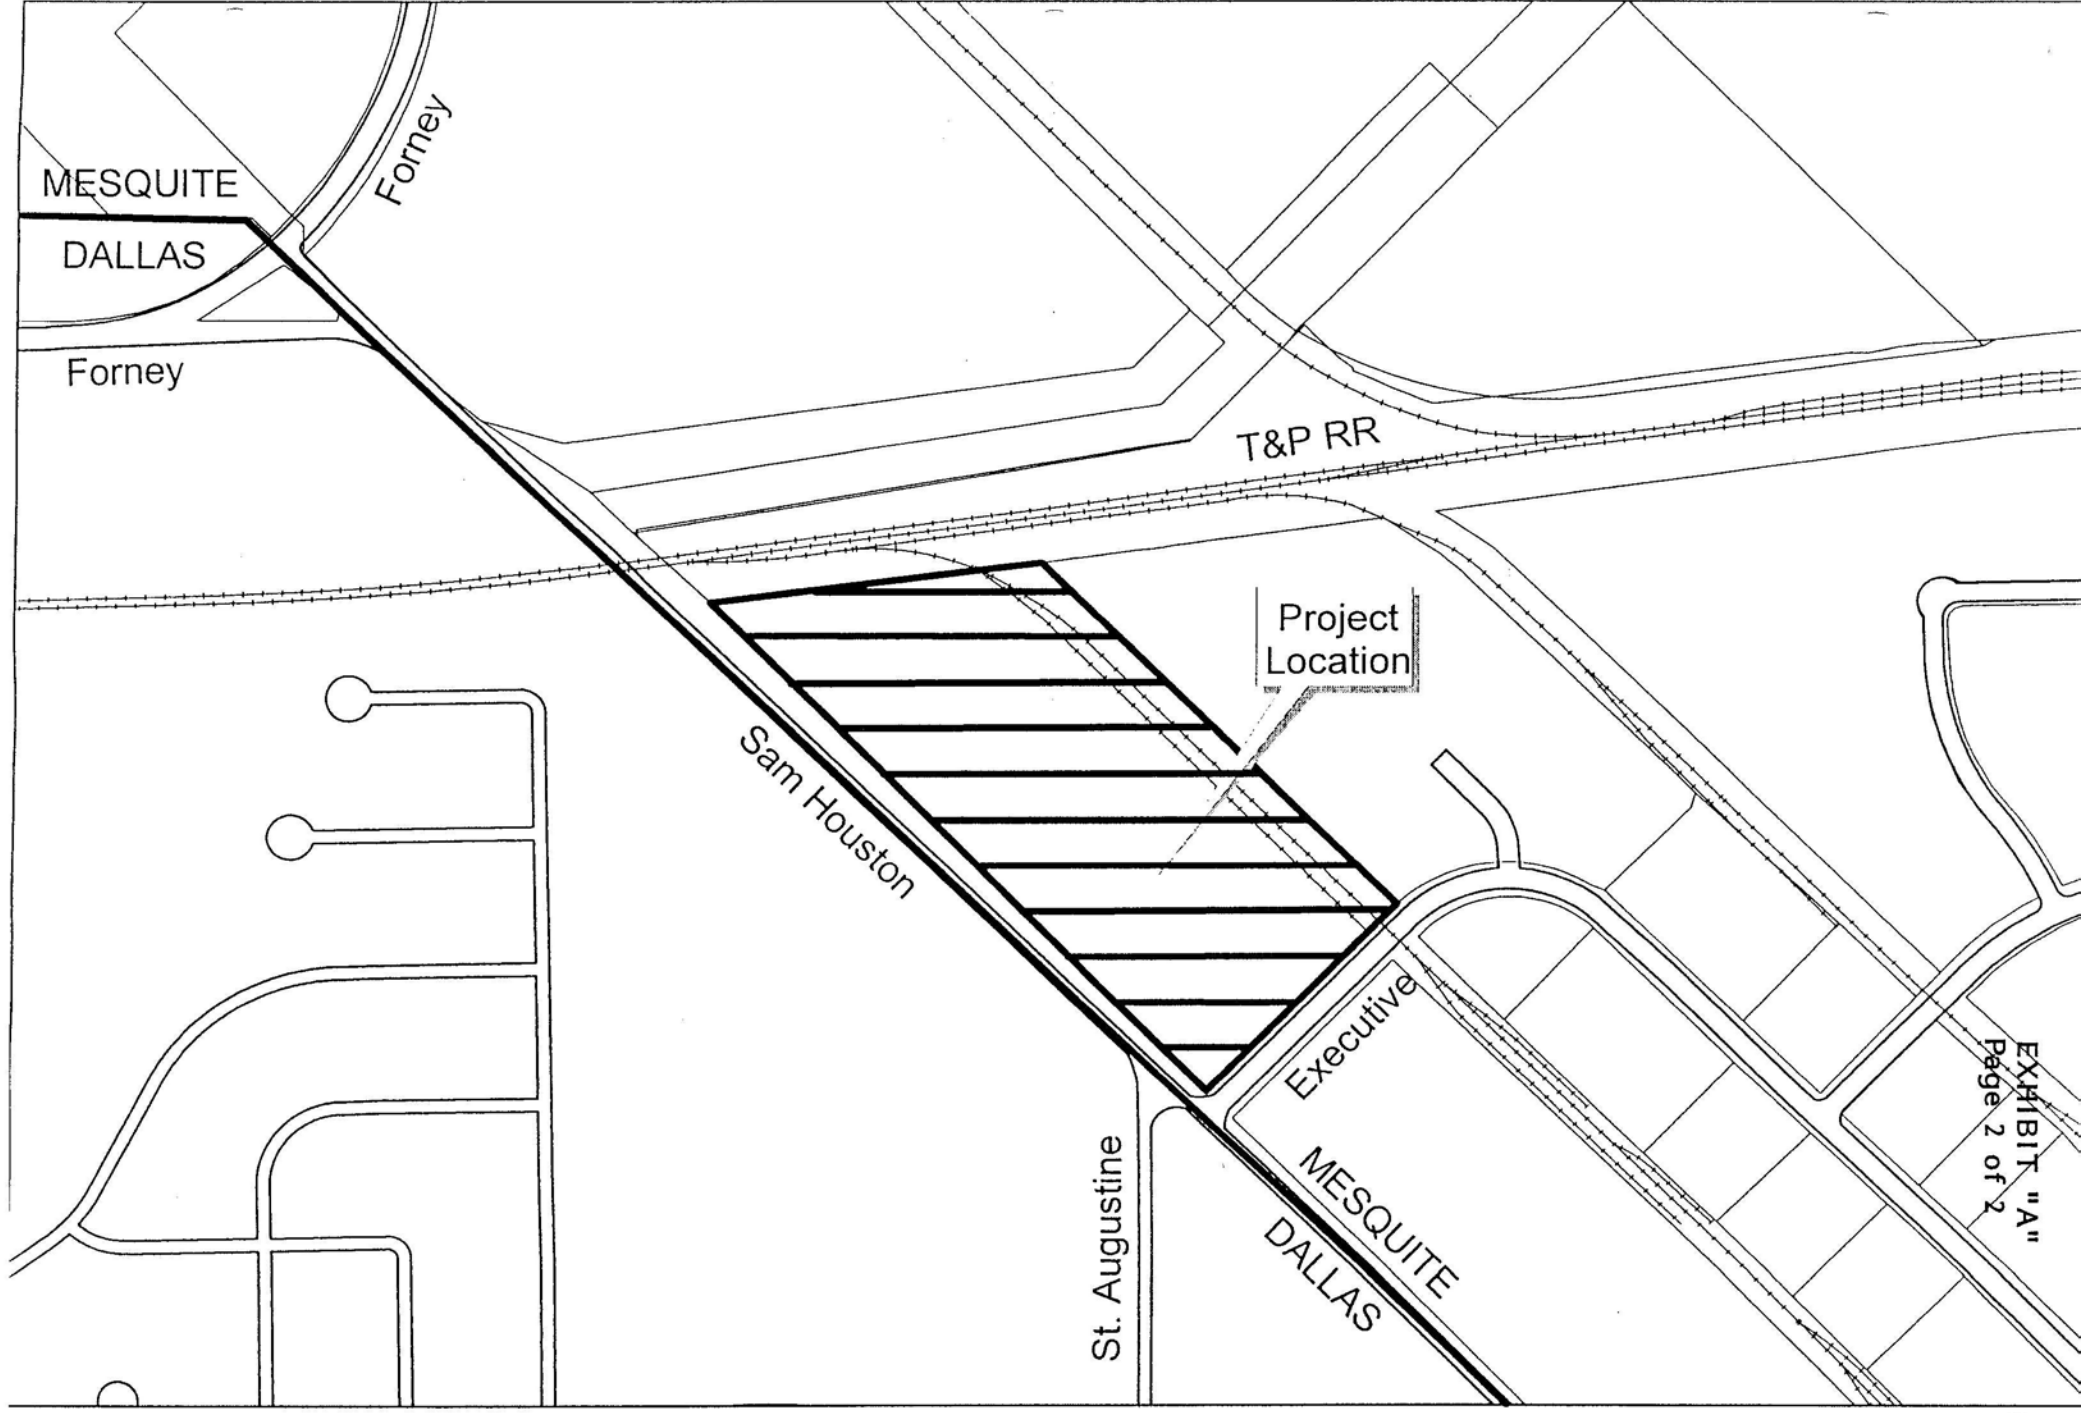 Forney
MESQUITE
DALLAS
Forney
T&P RR
Project
Location
Sam Houston
Executive
St. Augustine
MESQUITE
DALLAS
EXHIBIT "A"
Page 2 of 2